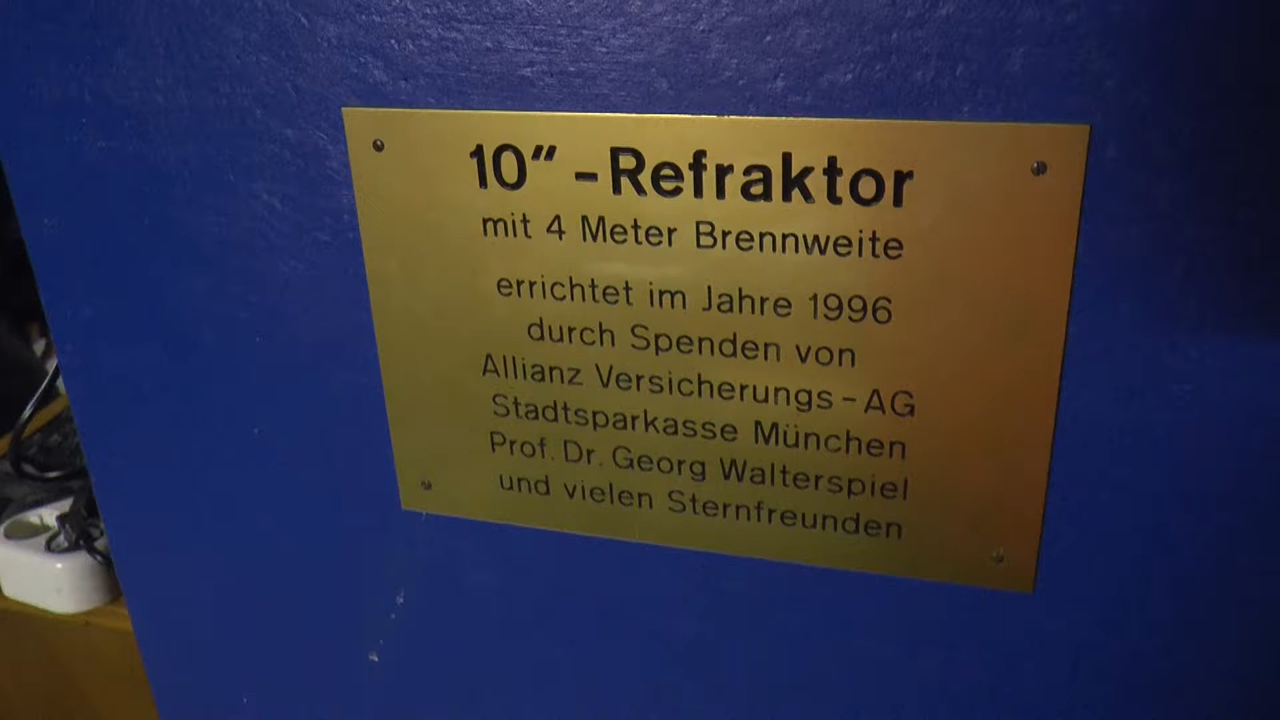 10“ -Refraktor
mit 4 Meter Brennweite
errichtet im Jahre 1996
durch Spenden von
Allianz Versicherungs-AG
Stadtsparkasse München
Prof. Dr. Georg Walterspiel
und vielen Sternfreunden